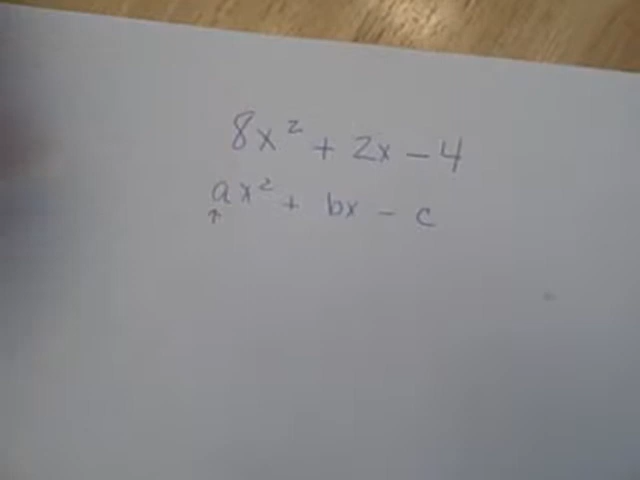 8x² + 2x - 4
ax² + bx - c
↑